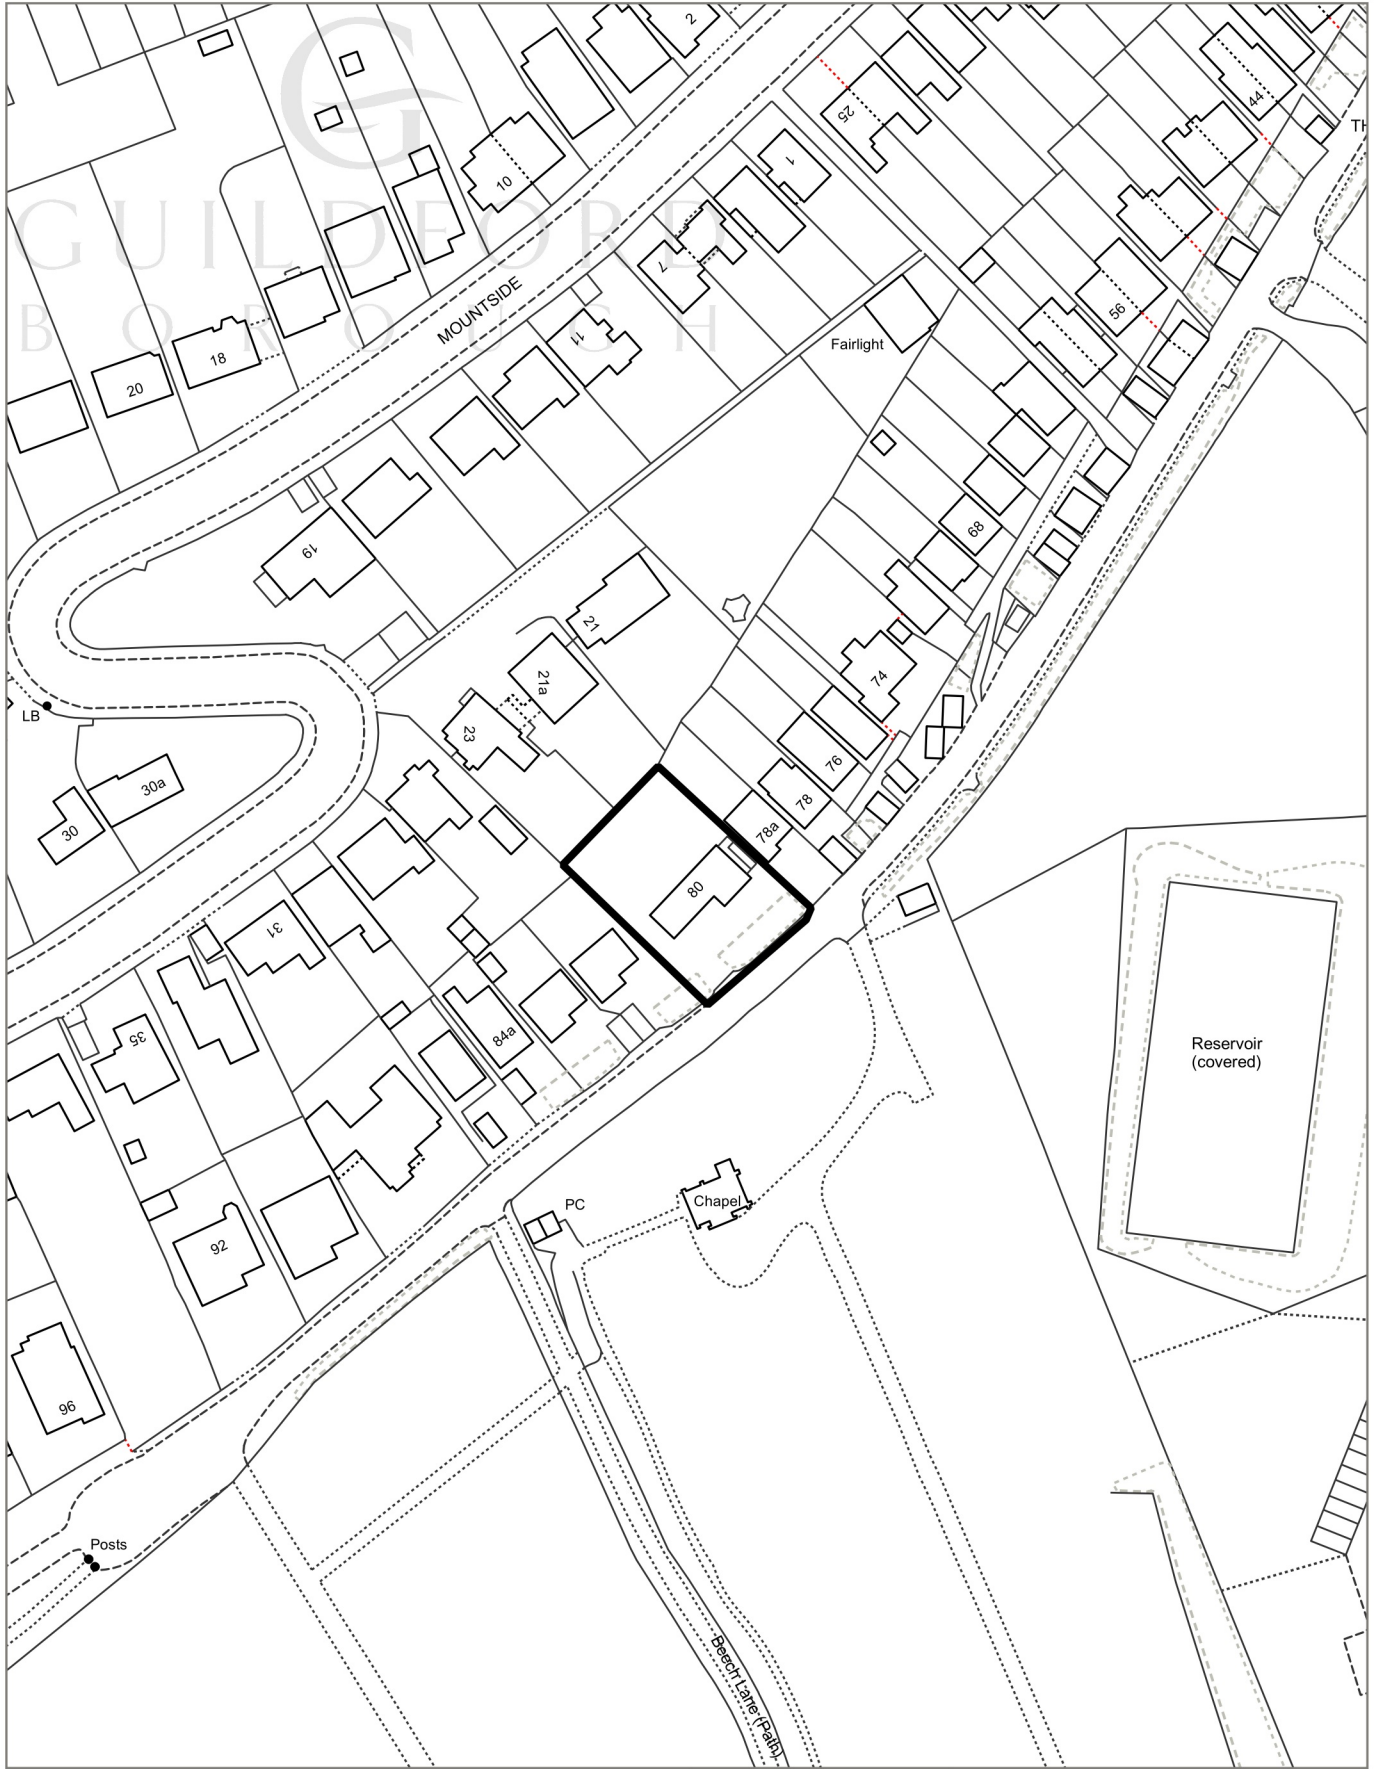 G
GUILDFORD
BOROUGH
2
10
25
44
TH
1
7
MOUNTSIDE
11
18
20
56
Fairlight
19
68
21
21a
74
23
LB
76
30a
78
30
78a
80
31
35
84a
Reservoir
(covered)
PC
Chapel
92
96
Posts
Beech Lane (Path)